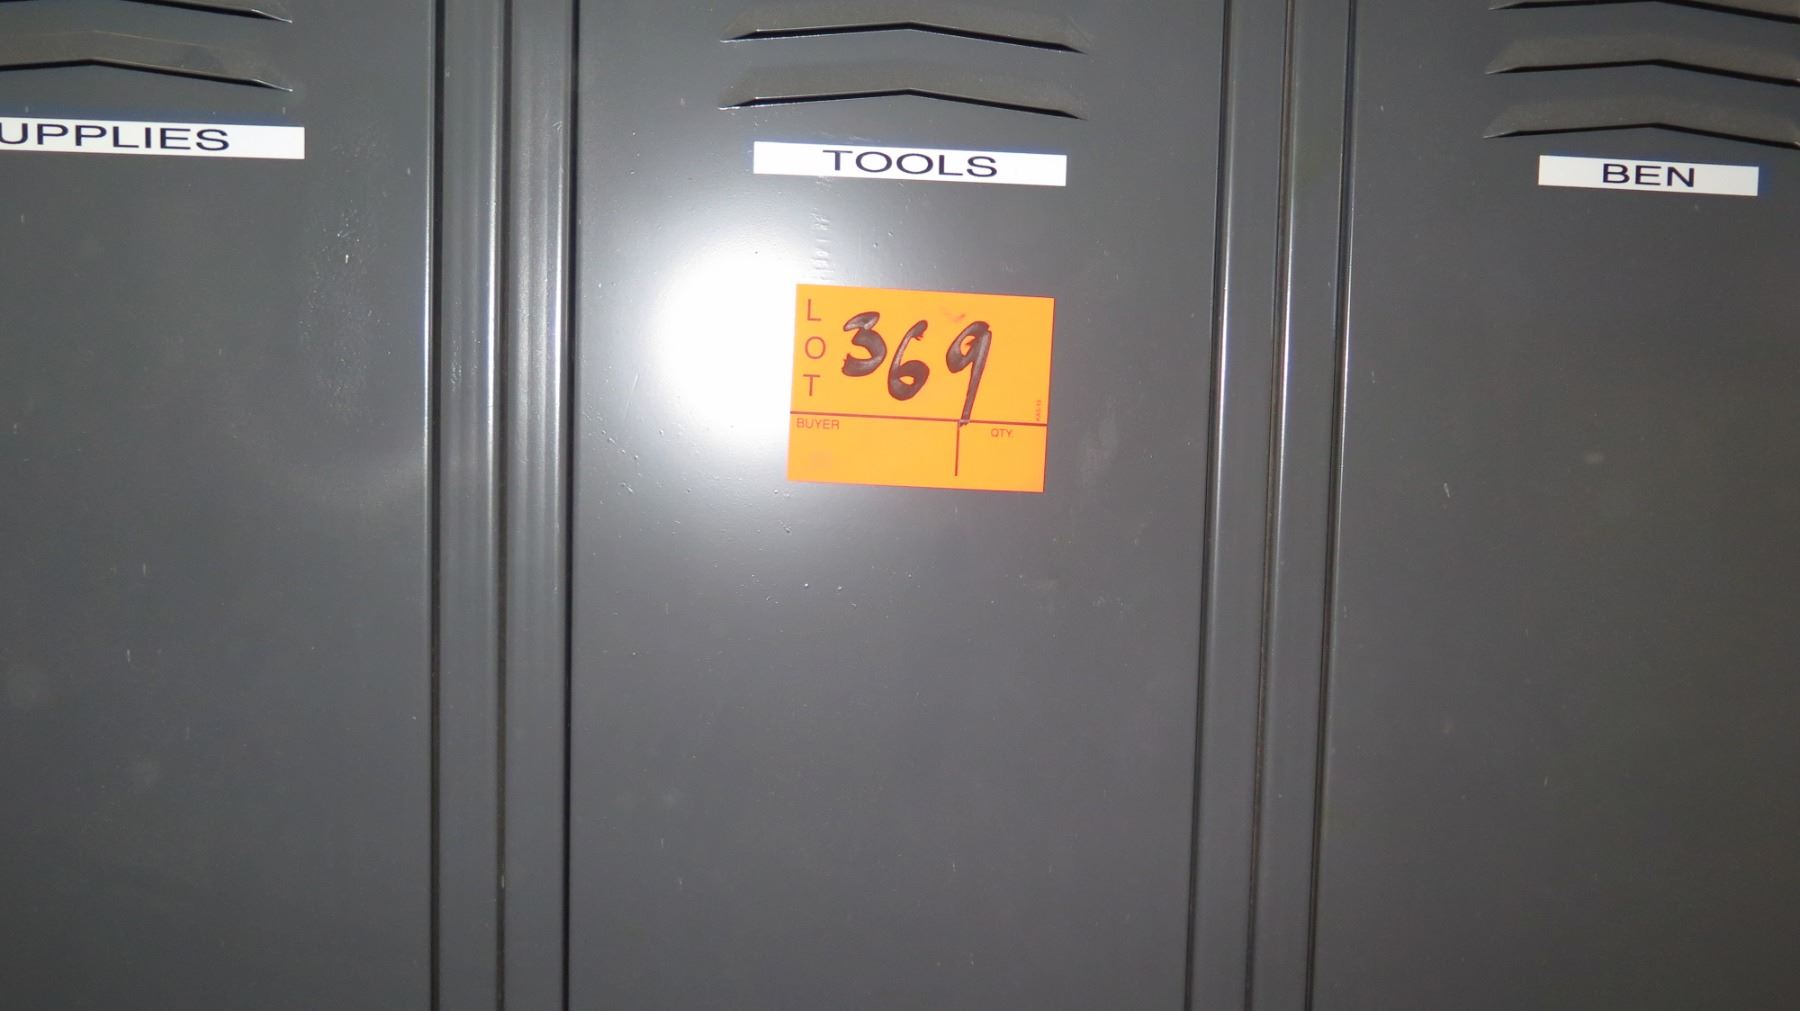 UPPLIES
TOOLS
BEN
LOT 369
BUYER QTY.